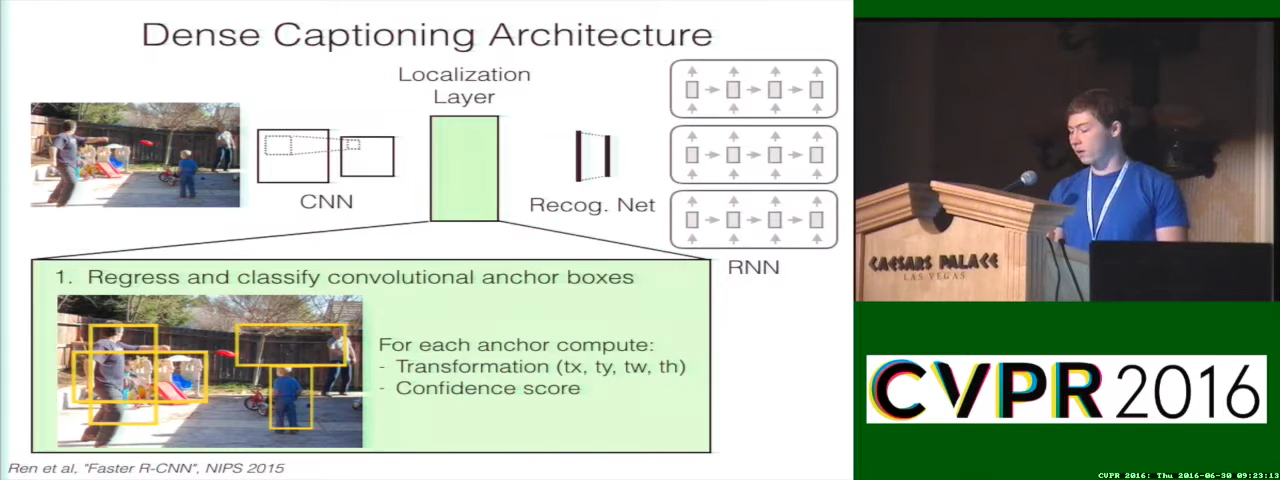 Dense Captioning Architecture
Localization
Layer
CNN
Recog. Net
RNN
1. Regress and classify convolutional anchor boxes
For each anchor compute:
- Transformation (tx, ty, tw, th)
- Confidence score
Ren et al, "Faster R-CNN", NIPS 2015
CAESARS PALACE
LAS VEGAS
CVPR 2016
CVPR 2016: Thu 2016-06-30 09:23:13